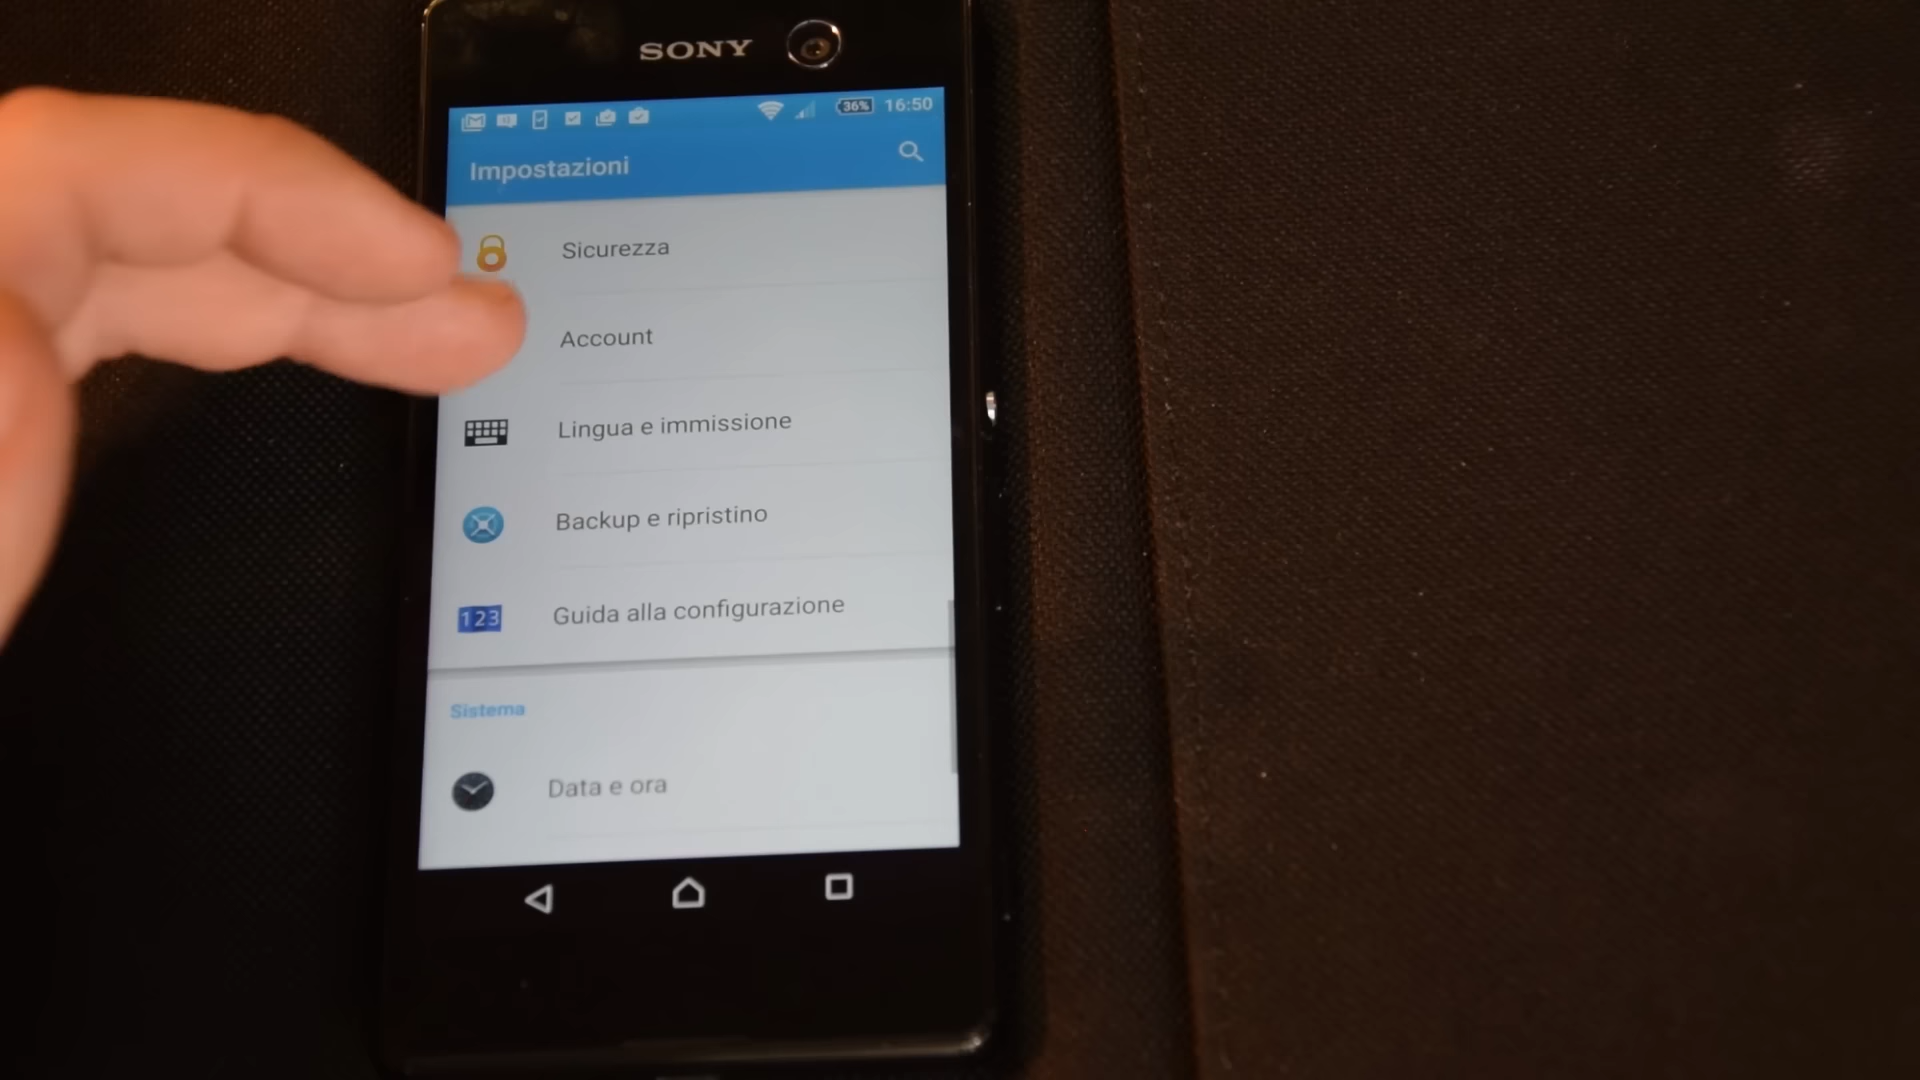 SONY
36% 16:50
Impostazioni
Sicurezza
Account
Lingua e immissione
Backup e ripristino
123 Guida alla configurazione
Sistema
Data e ora